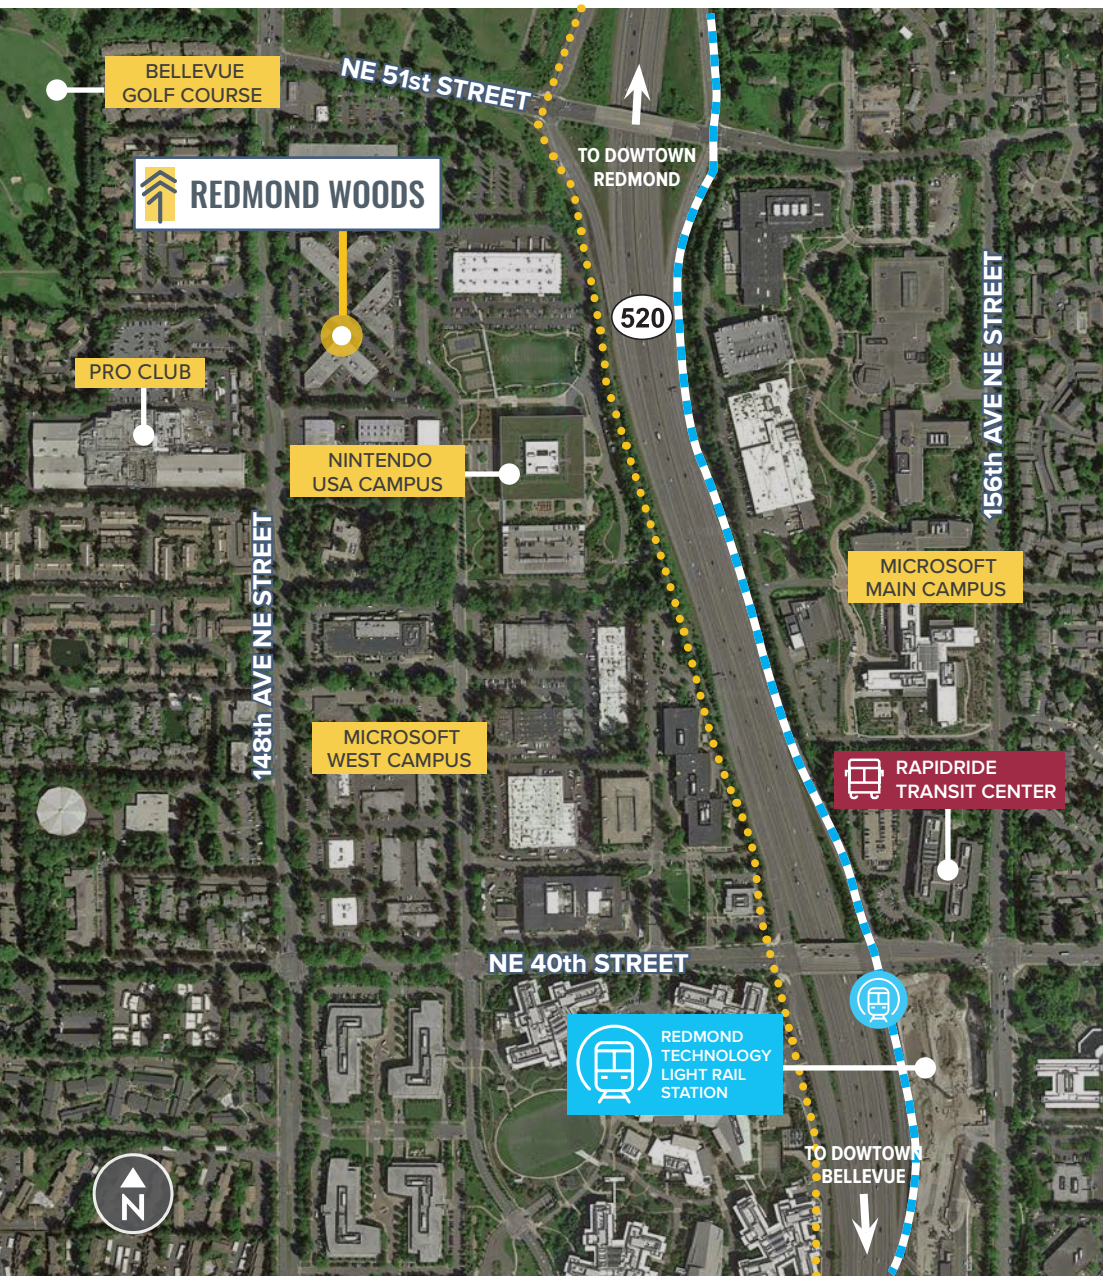 BELLEVUE
GOLF COURSE
NE 51st STREET
TO DOWTOWN
REDMOND
REDMOND WOODS
520
156th AVE NE STREET
PRO CLUB
NINTENDO
USA CAMPUS
148th AVE NE STREET
MICROSOFT
MAIN CAMPUS
MICROSOFT
WEST CAMPUS
RAPIDRIDE
TRANSIT CENTER
NE 40th STREET
REDMOND
TECHNOLOGY
LIGHT RAIL
STATION
TO DOWTOWN
BELLEVUE
N